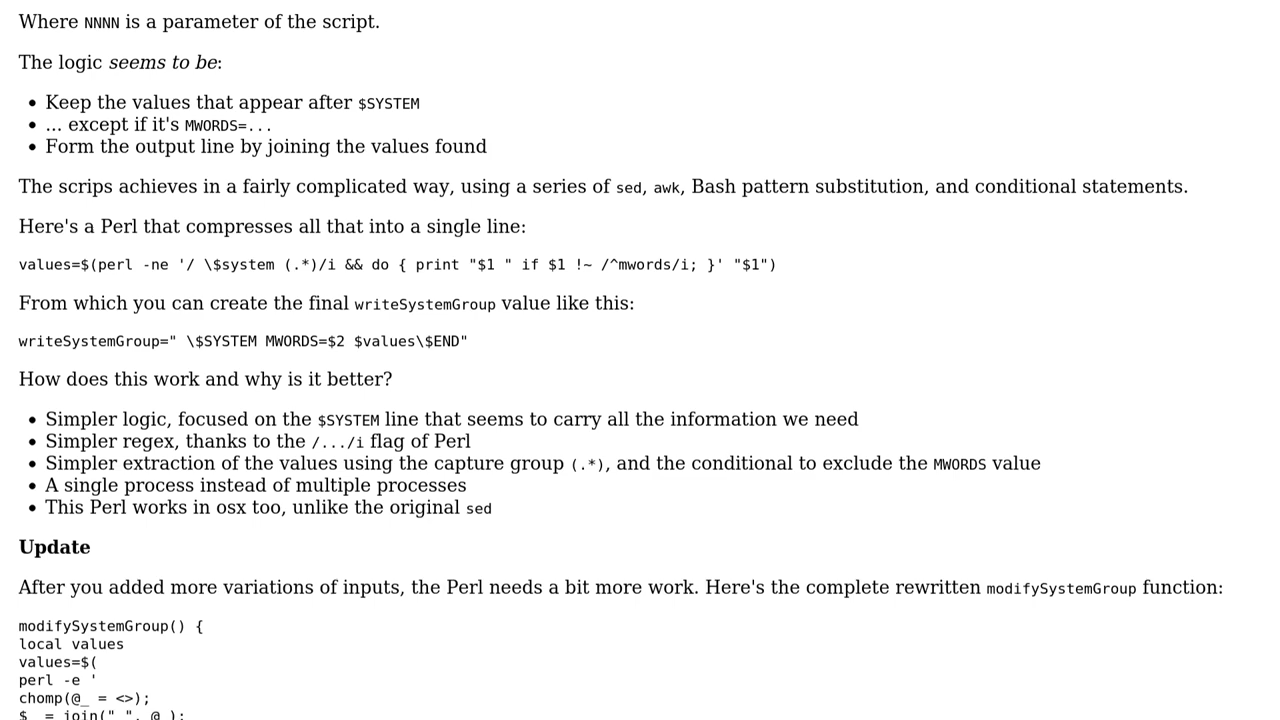 Where NNNN is a parameter of the script.
The logic seems to be:
• Keep the values that appear after $SYSTEM
• ... except if it's MWORDS=...
• Form the output line by joining the values found
The scrips achieves in a fairly complicated way, using a series of sed, awk, Bash pattern substitution, and conditional statements.
Here's a Perl that compresses all that into a single line:
values=$(perl -ne '/ \$system (.*)/i && do { print "$1 " if $1 !~ /^mwords/i; }' "$1")
From which you can create the final writeSystemGroup value like this:
writeSystemGroup=" \$SYSTEM MWORDS=$2 $values\$END"
How does this work and why is it better?
• Simpler logic, focused on the $SYSTEM line that seems to carry all the information we need
• Simpler regex, thanks to the /.../i flag of Perl
• Simpler extraction of the values using the capture group (.*), and the conditional to exclude the MWORDS value
• A single process instead of multiple processes
• This Perl works in osx too, unlike the original sed
Update
After you added more variations of inputs, the Perl needs a bit more work. Here's the complete rewritten modifySystemGroup function:
modifySystemGroup() {
local values
values=$(
perl -e '
chomp(@_ = <>);
$_ = join(" ", @_);